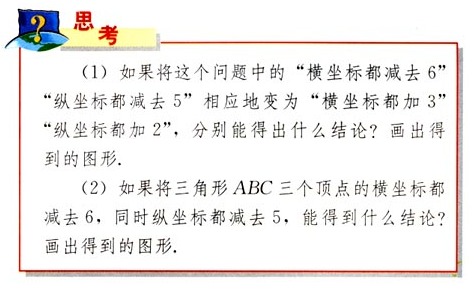 思考
(1) 如果将这个问题中的“横坐标都减去6”
“纵坐标都减去5”相应地变为“横坐标都加3”
“纵坐标都加2”，分别能得出什么结论？画出得
到的图形.
(2) 如果将三角形ABC三个顶点的横坐标都
减去6，同时纵坐标都减去5，能得到什么结论？
画出得到的图形.